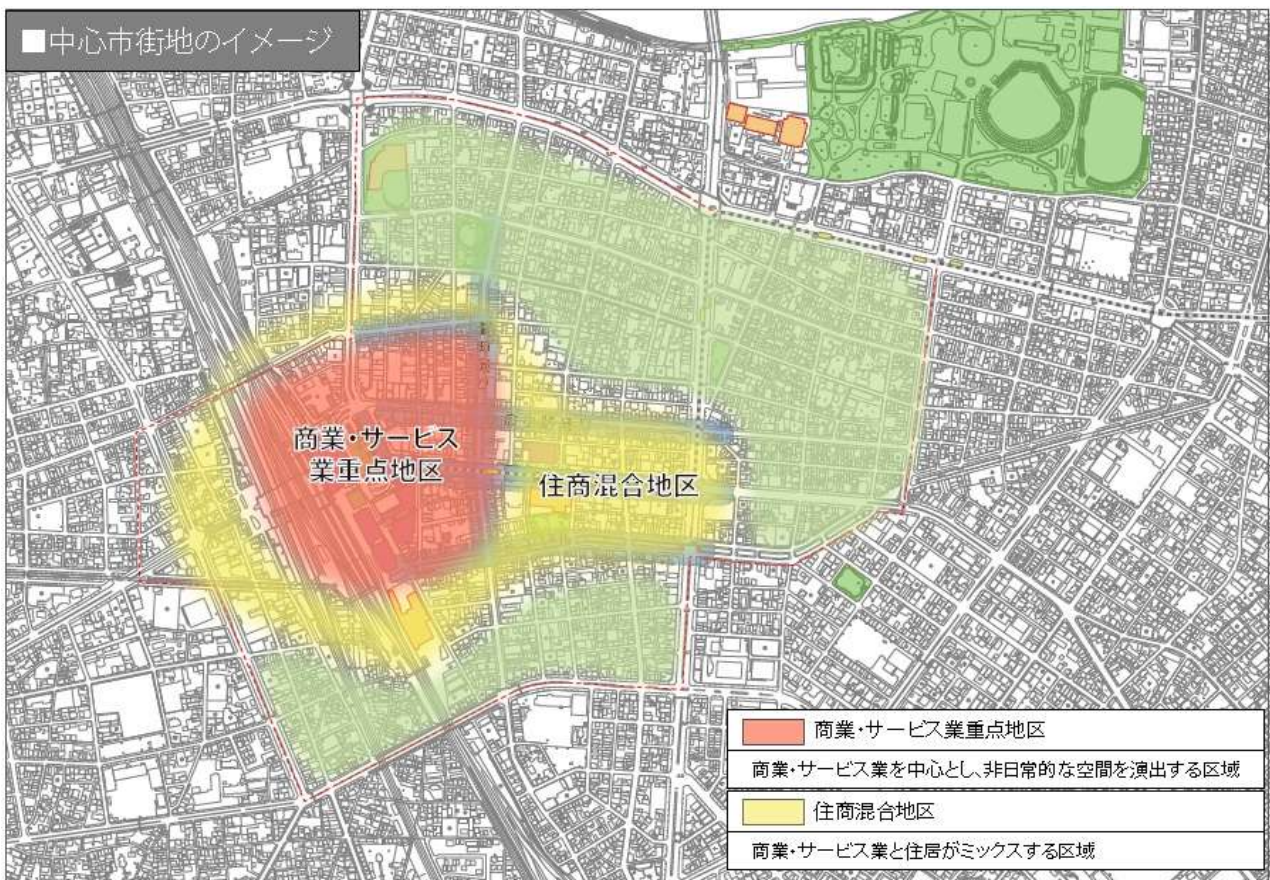 ■中心市街地のイメージ
商業・サービス
業重点地区
住商混合地区
商業・サービス業重点地区
商業・サービス業を中心とし、非日常的な空間を演出する区域
住商混合地区
商業・サービス業と住居がミックスする区域